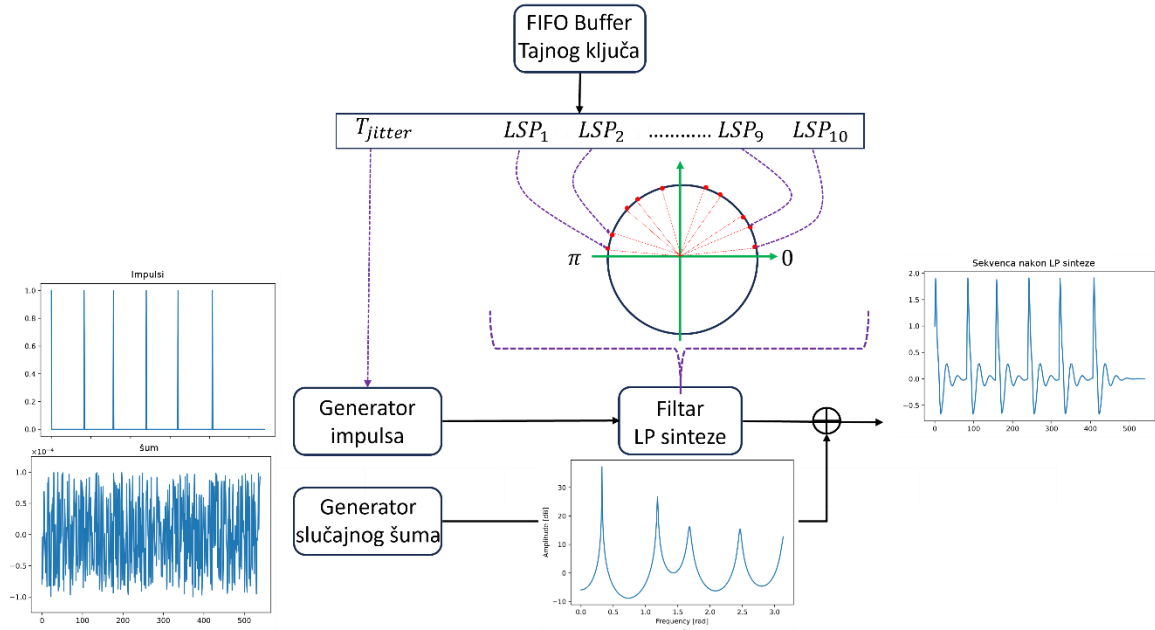 FIFO Buffer
Tajnog ključa
T_jitter LSP_1 LSP_2 ………… LSP_9 LSP_10
π 0
Impulsi
1.0
0.8
0.6
0.4
0.2
0.0
Generator
impulsa
Filtar
LP sinteze
Sekvenca nakon LP sinteze
2.0
1.5
1.0
0.5
0.0
−0.5
0 100 200 300 400 500
šum
×10⁻⁴
1.0
0.5
0.0
−0.5
−1.0
0 100 200 300 400 500
Generator
slučajnog šuma
Amplitude [dB]
30
20
10
0
−10
0.0 0.5 1.0 1.5 2.0 2.5 3.0
Frequency [rad]